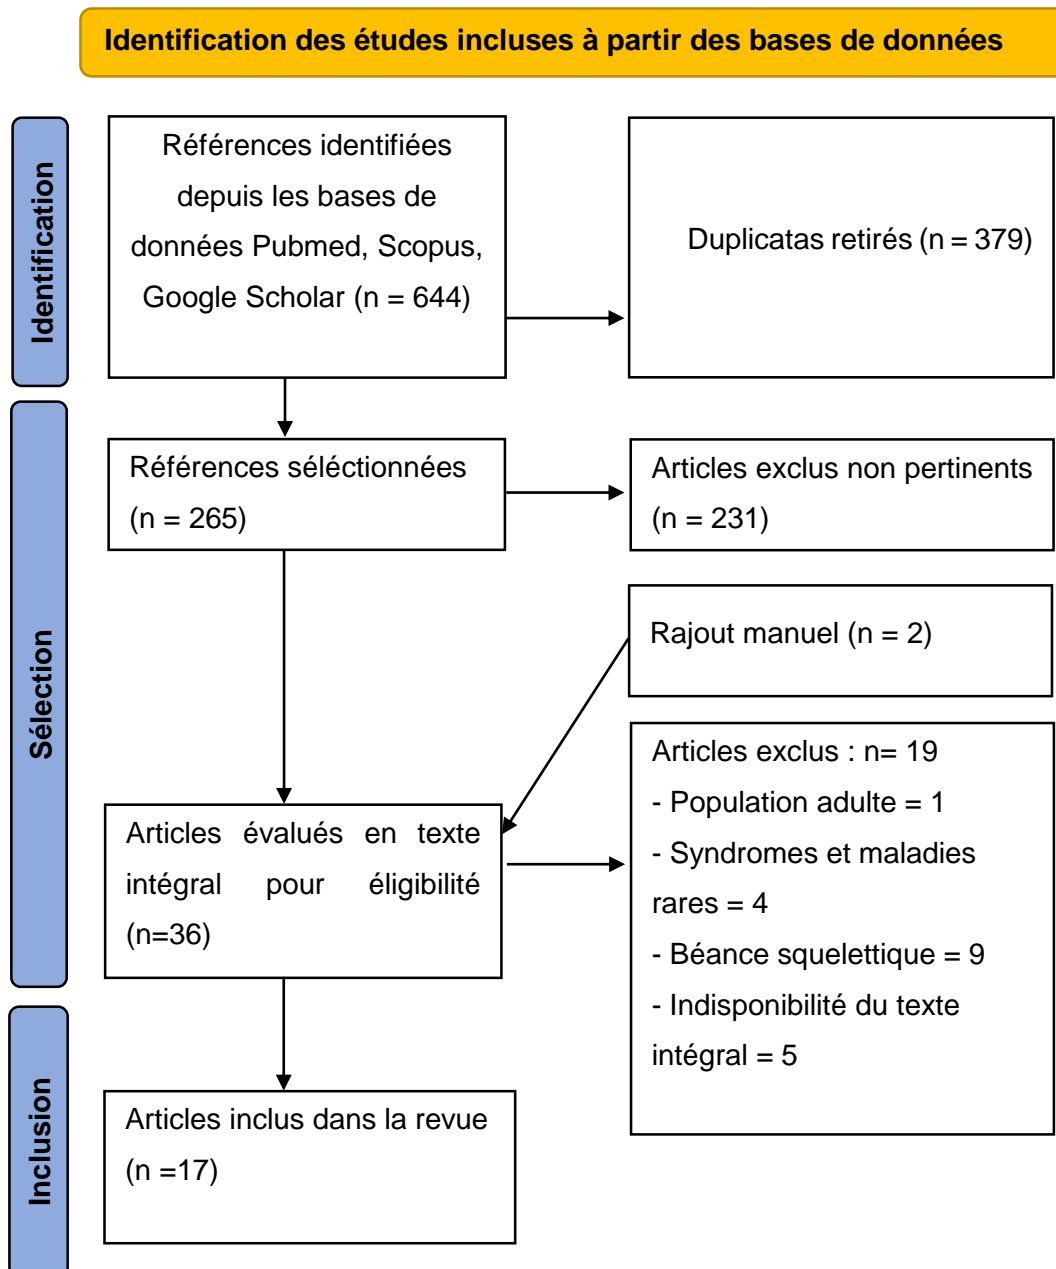 Identification des études incluses à partir des bases de données
Identification
Références identifiées
depuis les bases de
données Pubmed, Scopus,
Google Scholar (n = 644)
Duplicatas retirés (n = 379)
Sélection
Références séléctionnées
(n = 265)
Articles exclus non pertinents
(n = 231)
Rajout manuel (n = 2)
Articles évalués en texte
intégral pour éligibilité
(n=36)
Articles exclus : n= 19
- Population adulte = 1
- Syndromes et maladies
rares = 4
- Béance squelettique = 9
- Indisponibilité du texte
intégral = 5
Inclusion
Articles inclus dans la revue
(n =17)